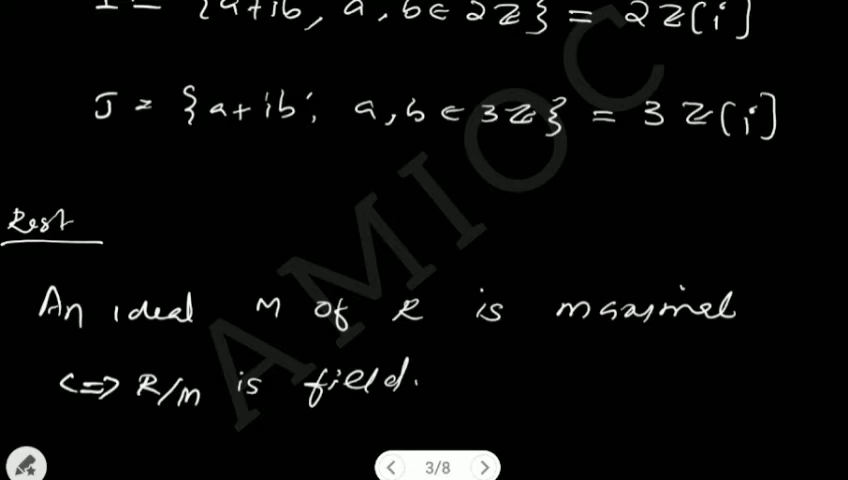 I = {a+ib, a, b ∈ 2ℤ} = 2ℤ[i]
J = {a+ib; a, b ∈ 3ℤ} = 3ℤ[i]
Rest
An ideal M of R is maximal
<=> R/M is field.
AMIOC
3/8